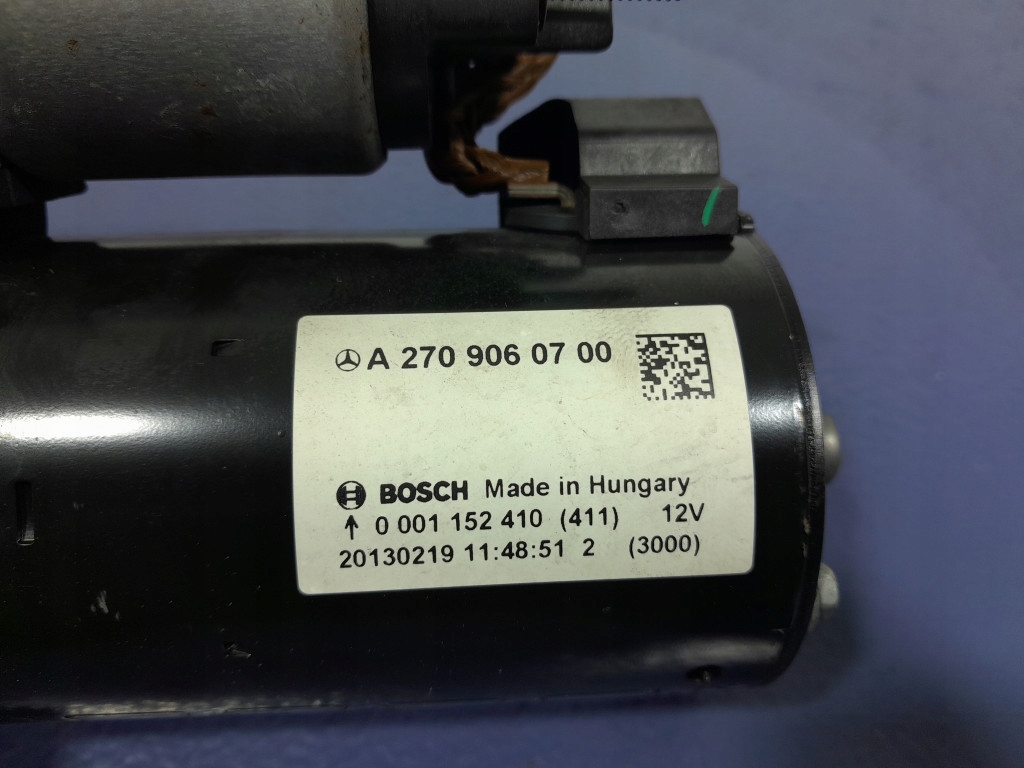 A 270 906 07 00
BOSCH Made in Hungary
0 001 152 410 (411) 12V
20130219 11:48:51 2 (3000)